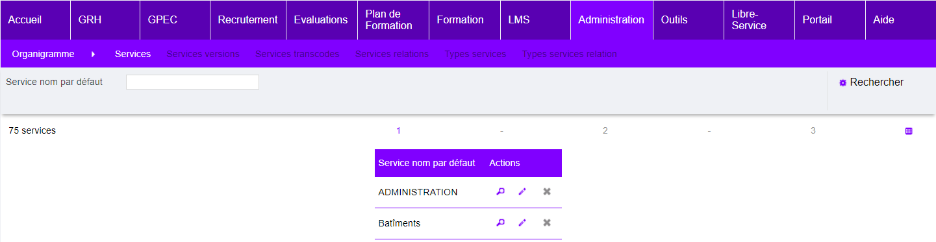 Accueil GRH GPEC Recrutement Evaluations Plan de Formation Formation LMS Administration Outils Libre-Service Portail Aide
Organigramme Services Services versions Services transcodes Services relations Types services Types services relation
Service nom par défaut Rechercher
75 services 1 - 2 - 3
Service nom par défaut Actions
ADMINISTRATION
Batîments